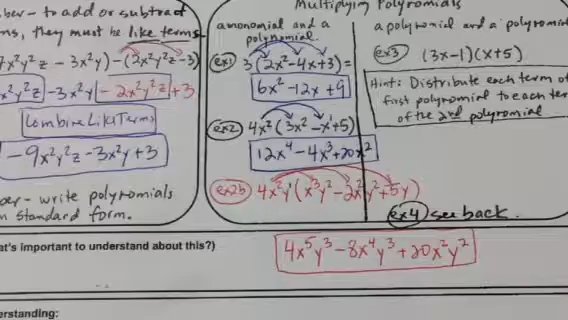 ber - to add or subtract
ms, they must be like terms
7x²y²z - 3x²y) - (2x²y²z - 3)
x²y²z - 3x²y - 2x²y²z + 3
Combine Like Terms
- 9x²y²z - 3x²y + 3
ber - write polynomials
n standard form.
at's important to understand about this?)
erstanding:
Multiplying Polynomials
a monomial and a
polynomial
ex1 3(2x² - 4x + 3) =
6x² - 12x + 9
ex2 4x² (3x² - x + 5)
12x⁴ - 4x³ + 20x²
ex2b 4x²y (x³y² - 2x²y² + 5y)
4x⁵y³ - 8x⁴y³ + 20x²y²
a polynomial and a polynomial
ex3 (3x-1)(x+5)
Hint: Distribute each term of
first polynomial to each ter
of the 2nd polynomial
ex4 see back.